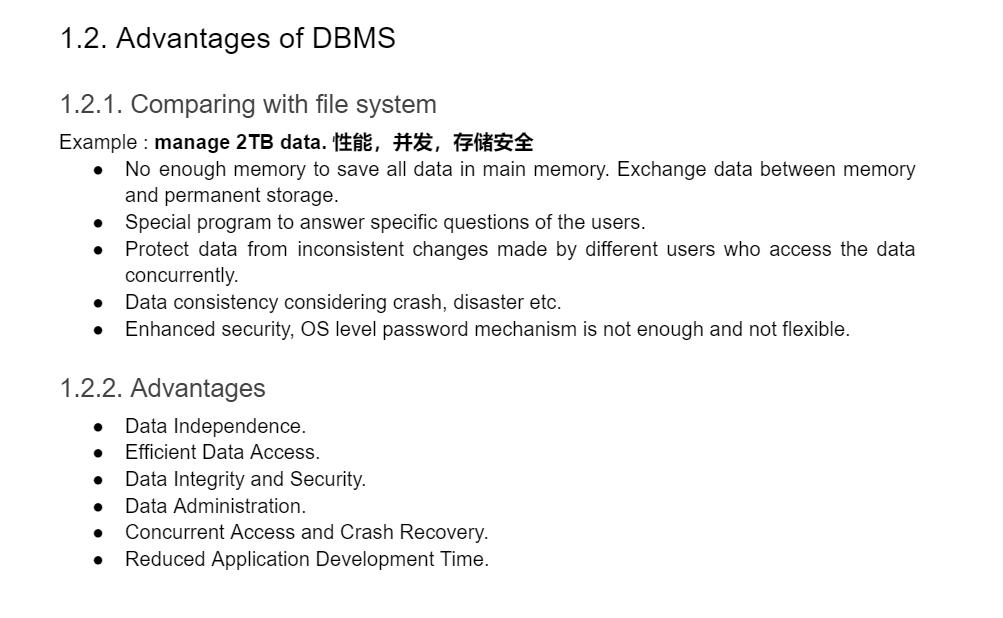 1.2. Advantages of DBMS
1.2.1. Comparing with file system
Example : manage 2TB data. 性能，并发，存储安全
● No enough memory to save all data in main memory. Exchange data between memory
and permanent storage.
● Special program to answer specific questions of the users.
● Protect data from inconsistent changes made by different users who access the data
concurrently.
● Data consistency considering crash, disaster etc.
● Enhanced security, OS level password mechanism is not enough and not flexible.
1.2.2. Advantages
● Data Independence.
● Efficient Data Access.
● Data Integrity and Security.
● Data Administration.
● Concurrent Access and Crash Recovery.
● Reduced Application Development Time.